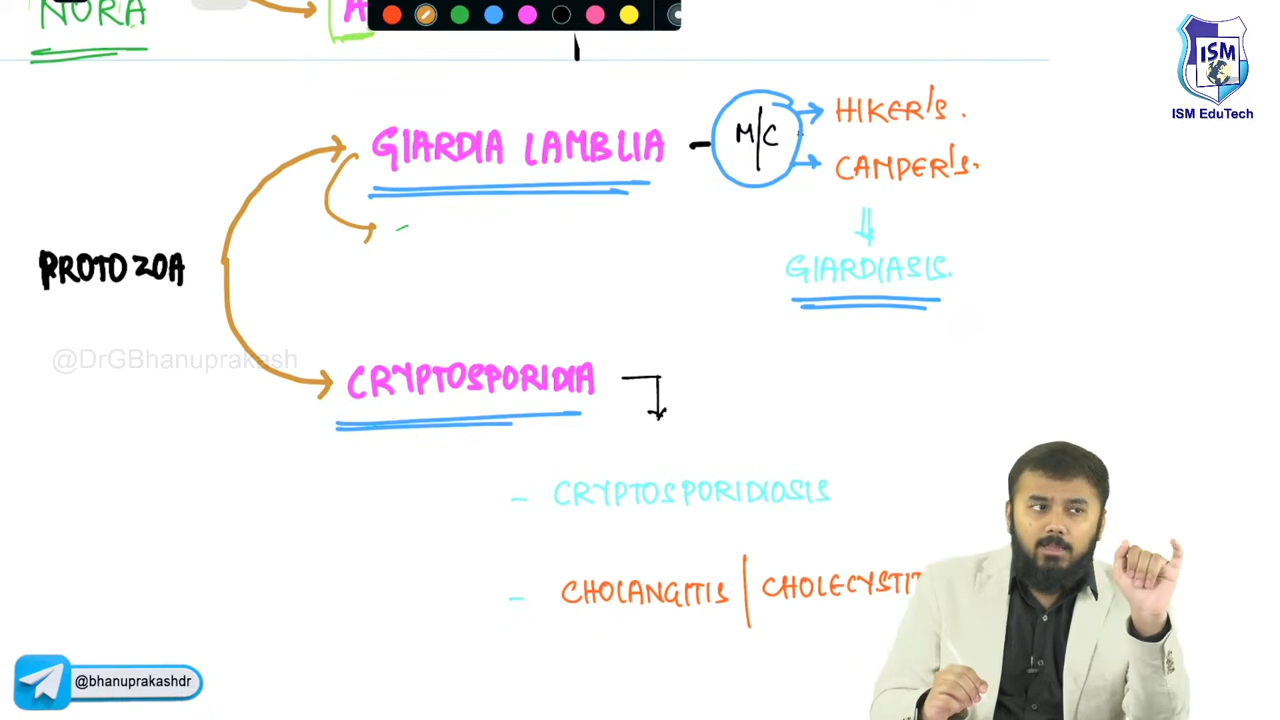 NORA
ISM
ISM EduTech
GIARDIA LAMBLIA - M/C
HIKER'S.
CAMPER'S.
GIARDIASIS.
PROTOZOA
@DrGBhanuprakash
CRYPTOSPORIDIA
- CRYPTOSPORIDIOSIS
- CHOLANGITIS | CHOLECYSTIT
@bhanuprakashdr